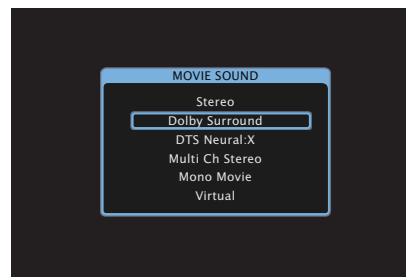 MOVIE SOUND
Stereo
Dolby Surround
DTS Neural:X
Multi Ch Stereo
Mono Movie
Virtual